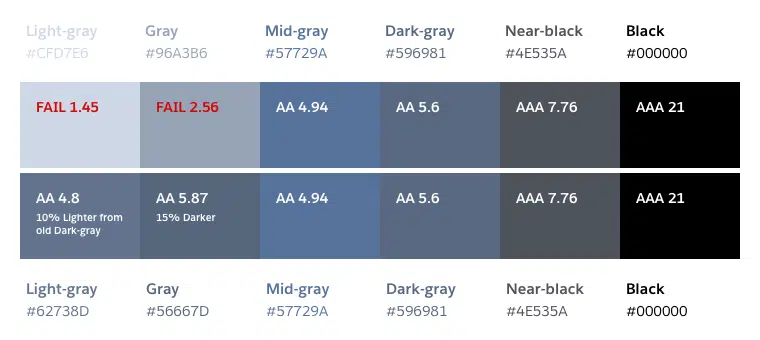 Light-gray
#CFD7E6
Gray
#96A3B6
Mid-gray
#57729A
Dark-gray
#596981
Near-black
#4E535A
Black
#000000
FAIL 1.45
FAIL 2.56
AA 4.94
AA 5.6
AAA 7.76
AAA 21
AA 4.8
10% Lighter from
old Dark-gray
AA 5.87
15% Darker
AA 4.94
AA 5.6
AAA 7.76
AAA 21
Light-gray
#62738D
Gray
#56667D
Mid-gray
#57729A
Dark-gray
#596981
Near-black
#4E535A
Black
#000000